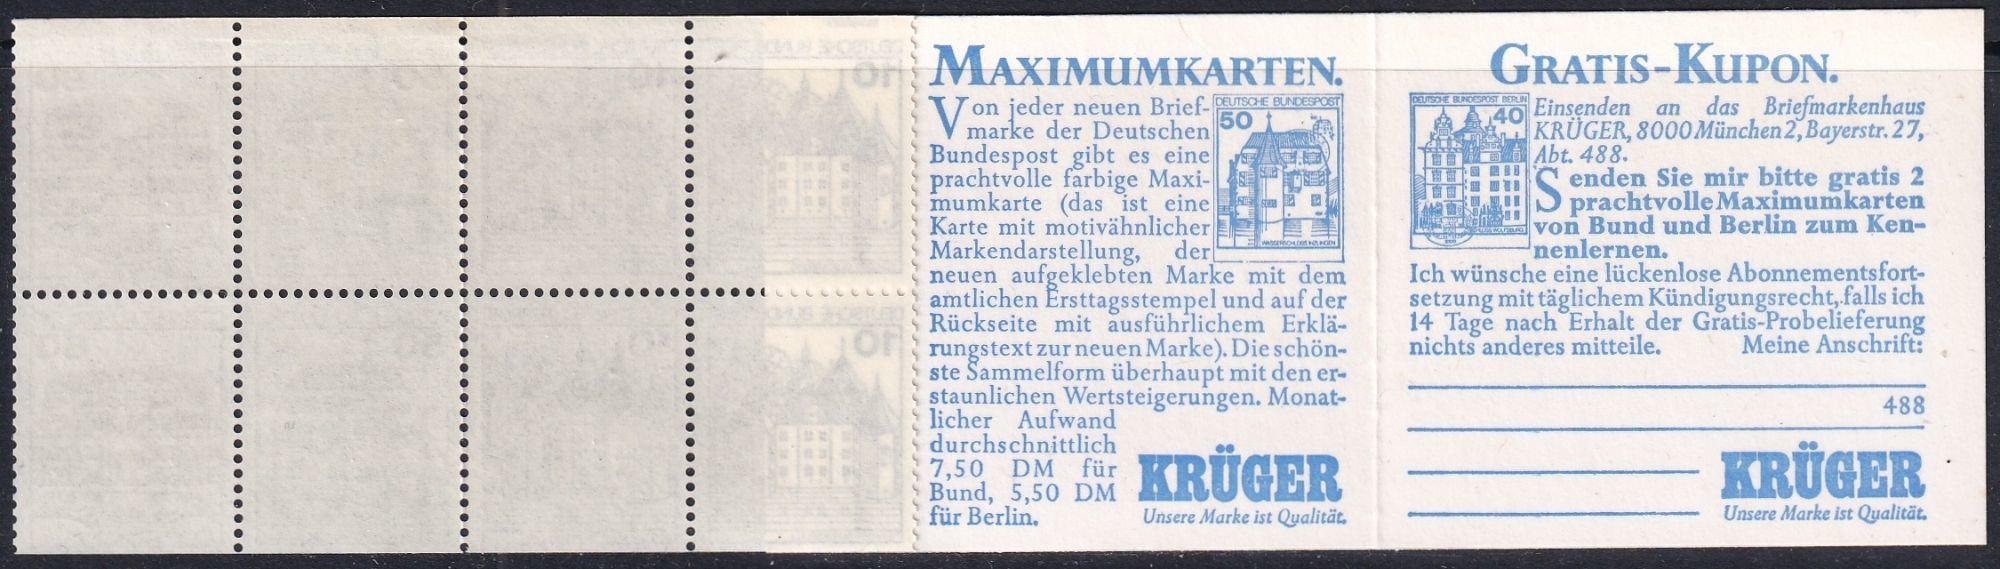 MAXIMUMKARTEN.
Von jeder neuen Brief-
marke der Deutschen
Bundespost gibt es eine
prachtvolle farbige Maxi-
mumkarte (das ist eine
Karte mit motivähnlicher
Markendarstellung, der
neuen aufgeklebten Marke mit dem
amtlichen Ersttagsstempel und auf der
Rückseite mit ausführlichem Erklä-
rungstext zur neuen Marke). Die schön-
ste Sammelform überhaupt mit den er-
staunlichen Wertsteigerungen. Monat-
licher Aufwand
durchschnittlich
7,50 DM für
Bund, 5,50 DM
für Berlin.
DEUTSCHE BUNDESPOST
50
WASSERSCHLOSS INZLINGEN
KRÜGER
Unsere Marke ist Qualität.
GRATIS-KUPON.
DEUTSCHE BUNDESPOST BERLIN
40
WOLFSBURG
Einsenden an das Briefmarkenhaus
KRÜGER, 8000 München 2, Bayerstr. 27,
Abt. 488.
Senden Sie mir bitte gratis 2
prachtvolle Maximumkarten
von Bund und Berlin zum Ken-
nenlernen.
Ich wünsche eine lückenlose Abonnementsfort-
setzung mit täglichem Kündigungsrecht, falls ich
14 Tage nach Erhalt der Gratis-Probelieferung
nichts anderes mitteile. Meine Anschrift:
488
KRÜGER
Unsere Marke ist Qualität.